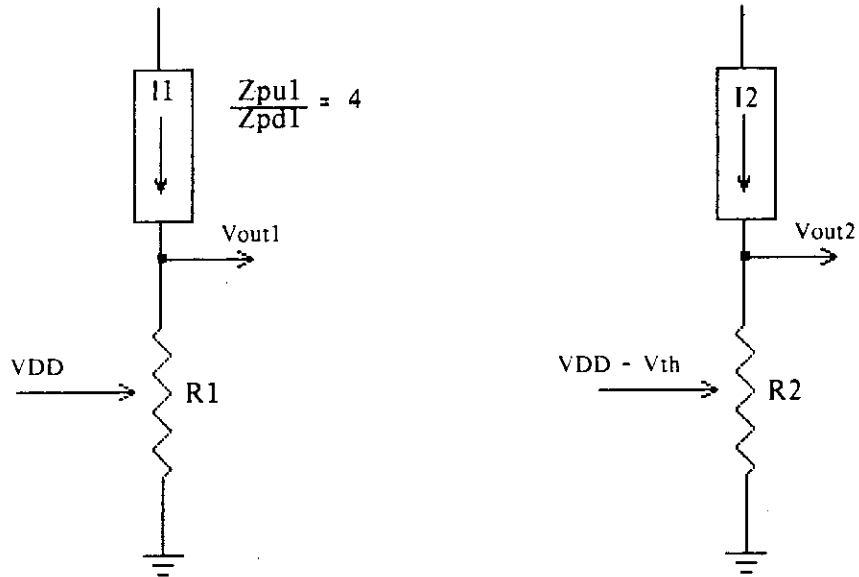 I1
Zpu1
Zpd1 = 4
Vout1
VDD
R1
I2
Vout2
VDD - Vth
R2